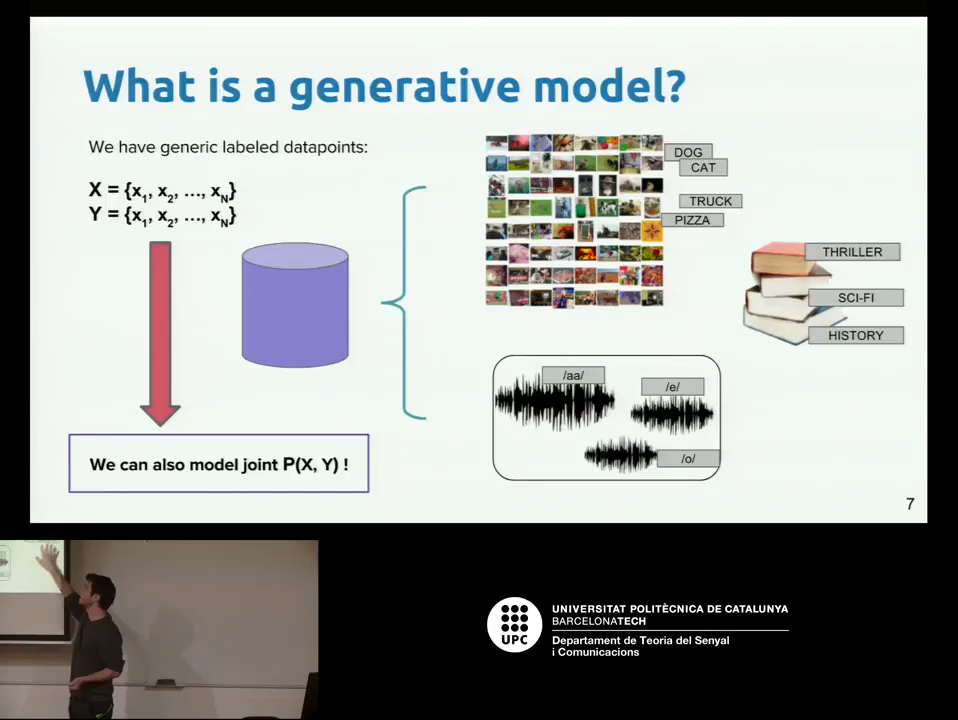 What is a generative model?
We have generic labeled datapoints:
X = {x1, x2, …, xN}
Y = {x1, x2, …, xN}
We can also model joint P(X, Y) !
DOG
CAT
TRUCK
PIZZA
THRILLER
SCI-FI
HISTORY
/aa/
/e/
/o/
7
UPC
UNIVERSITAT POLITÈCNICA DE CATALUNYA
BARCELONATECH
Departament de Teoria del Senyal
i Comunicacions